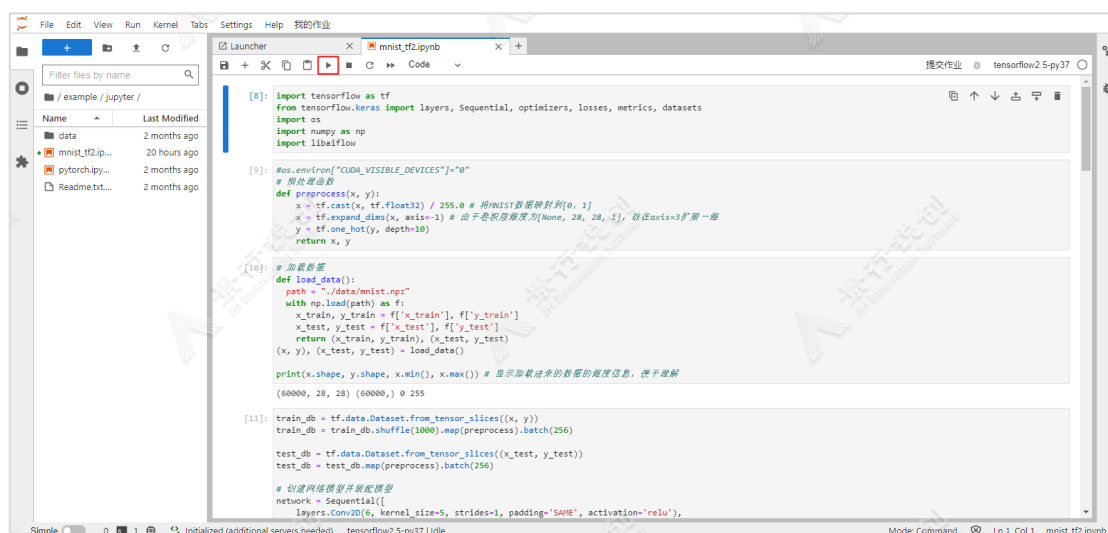 File Edit View Run Kernel Tabs Settings Help 我的作业
Launcher mnist_tf2.ipynb
Code 提交作业 tensorflow2.5-py37
Filter files by name
/ example / jupyter /
Name Last Modified
data 2 months ago
mnist_tf2.ip... 20 hours ago
pytorch.ipy... 2 months ago
Readme.txt.... 2 months ago
[8]: import tensorflow as tf
from tensorflow.keras import layers, Sequential, optimizers, losses, metrics, datasets
import os
import numpy as np
import libaiflow
[9]: #os.environ["CUDA_VISIBLE_DEVICES"]="0"
# 预处理函数
def preprocess(x, y):
x = tf.cast(x, tf.float32) / 255.0 # 将MNIST数据映射到[0, 1]
x = tf.expand_dims(x, axis=-1) # 由于卷积层维度为[None, 28, 28, 1]，故在axis=3扩展一维
y = tf.one_hot(y, depth=10)
return x, y
[10]: # 加载数据
def load_data():
path = "./data/mnist.npz"
with np.load(path) as f:
x_train, y_train = f['x_train'], f['y_train']
x_test, y_test = f['x_test'], f['y_test']
return (x_train, y_train), (x_test, y_test)
(x, y), (x_test, y_test) = load_data()
print(x.shape, y.shape, x.min(), x.max()) # 显示加载进来的数据的维度信息，便于理解
(60000, 28, 28) (60000,) 0 255
[11]: train_db = tf.data.Dataset.from_tensor_slices((x, y))
train_db = train_db.shuffle(1000).map(preprocess).batch(256)
test_db = tf.data.Dataset.from_tensor_slices((x_test, y_test))
test_db = test_db.map(preprocess).batch(256)
# 创建网络模型并装配模型
network = Sequential([
layers.Conv2D(6, kernel_size=5, strides=1, padding='SAME', activation='relu'),
Simple 0 1 Initialized (additional servers needed) tensorflow2.5-py37 | Idle Mode: Command Ln 1, Col 1 mnist_tf2.ipynb